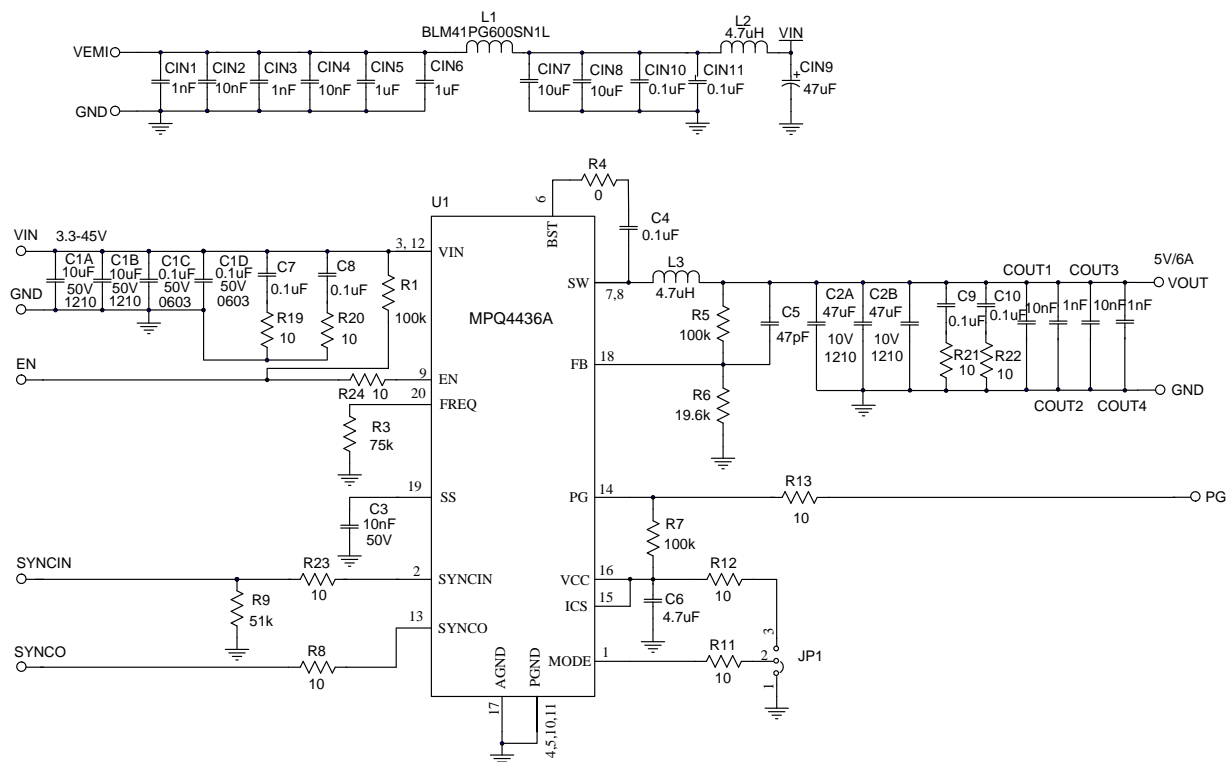 L1
BLM41PG600SN1L
L2
4.7uH
VIN
VEMI
CIN1
1nF
CIN2
10nF
CIN3
1nF
CIN4
10nF
CIN5
1uF
CIN6
1uF
CIN7
10uF
CIN8
10uF
CIN10
0.1uF
CIN11
0.1uF
CIN9
+
47uF
GND
R4
0
6
U1
BST
C4
0.1uF
VIN
3.3-45V
3, 12
VIN
C1A
10uF
50V
1210
C1B
10uF
50V
1210
C1C
0.1uF
50V
0603
C1D
0.1uF
50V
0603
C7
0.1uF
C8
0.1uF
R1
100k
R19
10
R20
10
GND
MPQ4436A
SW
7,8
L3
4.7uH
5V/6A
VOUT
COUT1
COUT3
R5
100k
C5
47pF
C2A
47uF
10V
1210
C2B
47uF
10V
1210
C9
0.1uF
C10
0.1uF
R21
10
R22
10
10nF
1nF
10nF
1nF
EN
R24
10
9
EN
18
FB
20
FREQ
R3
75k
R6
19.6k
GND
COUT2
COUT4
19
SS
C3
10nF
50V
PG
14
R13
10
PG
R7
100k
SYNCIN
R23
10
2
SYNCIN
VCC
16
R12
10
ICS
15
C6
4.7uF
R9
51k
13
SYNCO
SYNCO
R8
10
MODE
1
R11
10
3
2
1
JP1
AGND
PGND
17
4,5,10,11